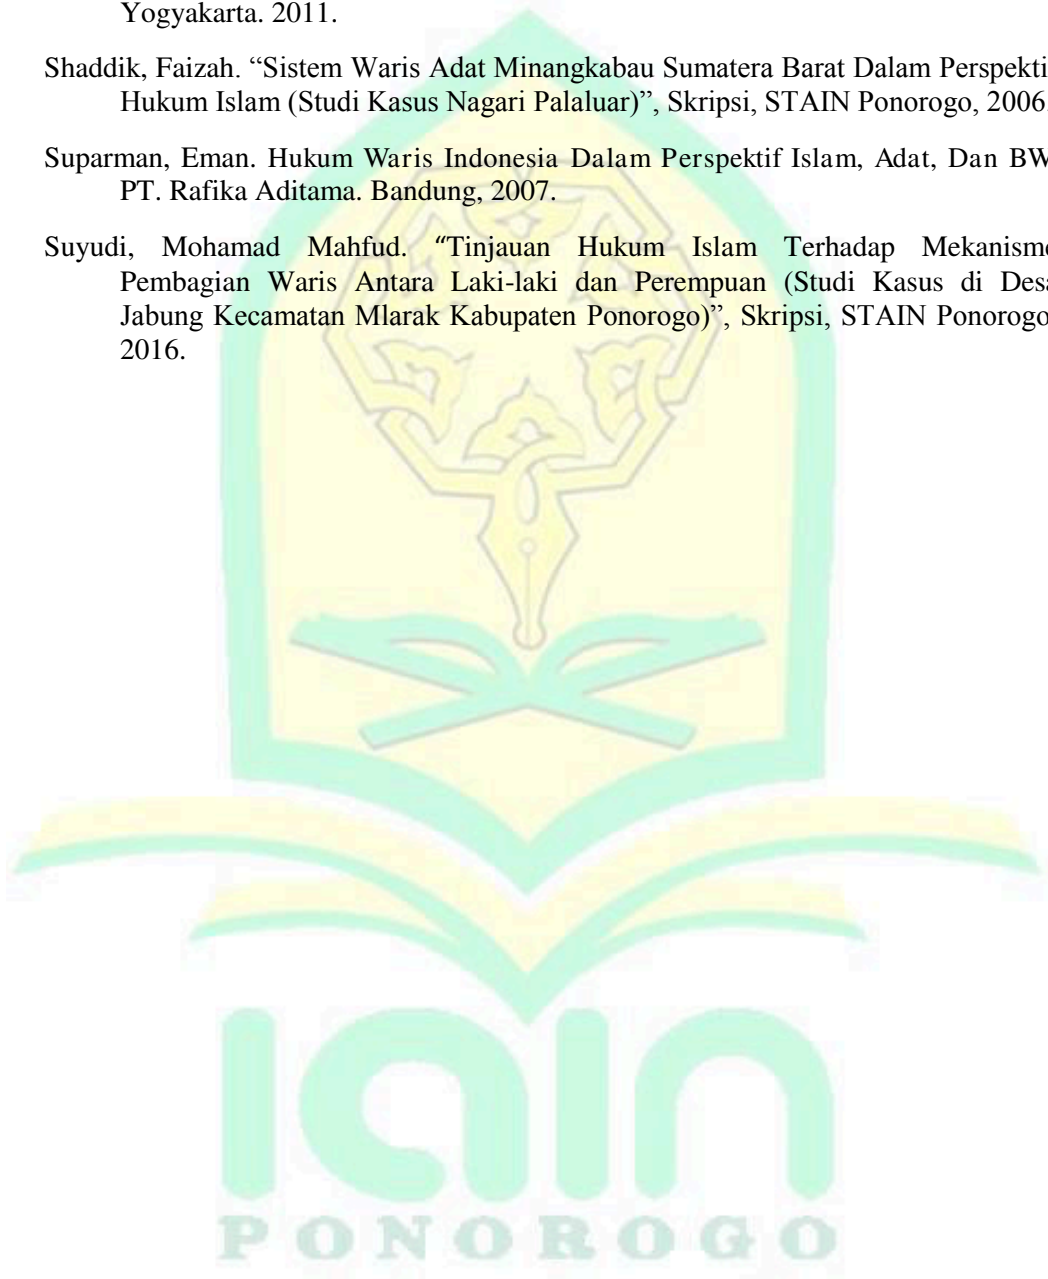 Yogyakarta. 2011.
Shaddik, Faizah. “Sistem Waris Adat Minangkabau Sumatera Barat Dalam Perspekti
Hukum Islam (Studi Kasus Nagari Palaluar)”, Skripsi, STAIN Ponorogo, 2006
Suparman, Eman. Hukum Waris Indonesia Dalam Perspektif Islam, Adat, Dan BW
PT. Rafika Aditama. Bandung, 2007.
Suyudi, Mohamad Mahfud. “Tinjauan Hukum Islam Terhadap Mekanisme
Pembagian Waris Antara Laki-laki dan Perempuan (Studi Kasus di Desa
Jabung Kecamatan Mlarak Kabupaten Ponorogo)”, Skripsi, STAIN Ponorogo
2016.
iain
PONOROGO